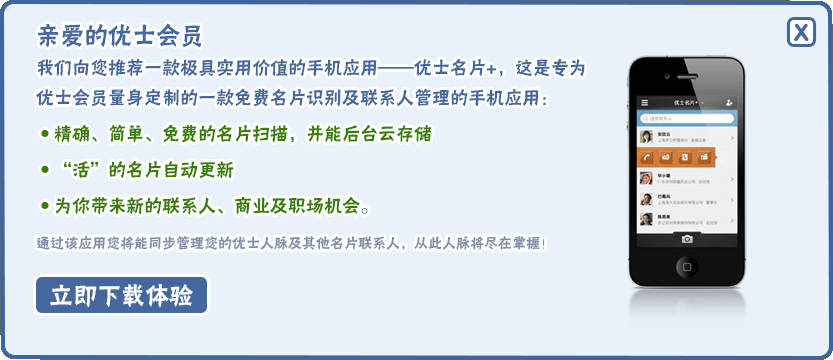 亲爱的优士会员
X
我们向您推荐一款极具实用价值的手机应用——优士名片+，这是专为
优士会员量身定制的一款免费名片识别及联系人管理的手机应用：
• 精确、简单、免费的名片扫描，并能后台云存储
• “活”的名片自动更新
• 为你带来新的联系人、商业及职场机会。
通过该应用您将能同步管理您的优士人脉及其他名片联系人，从此人脉将尽在掌握！
立即下载体验
优士名片+
搜索联系人